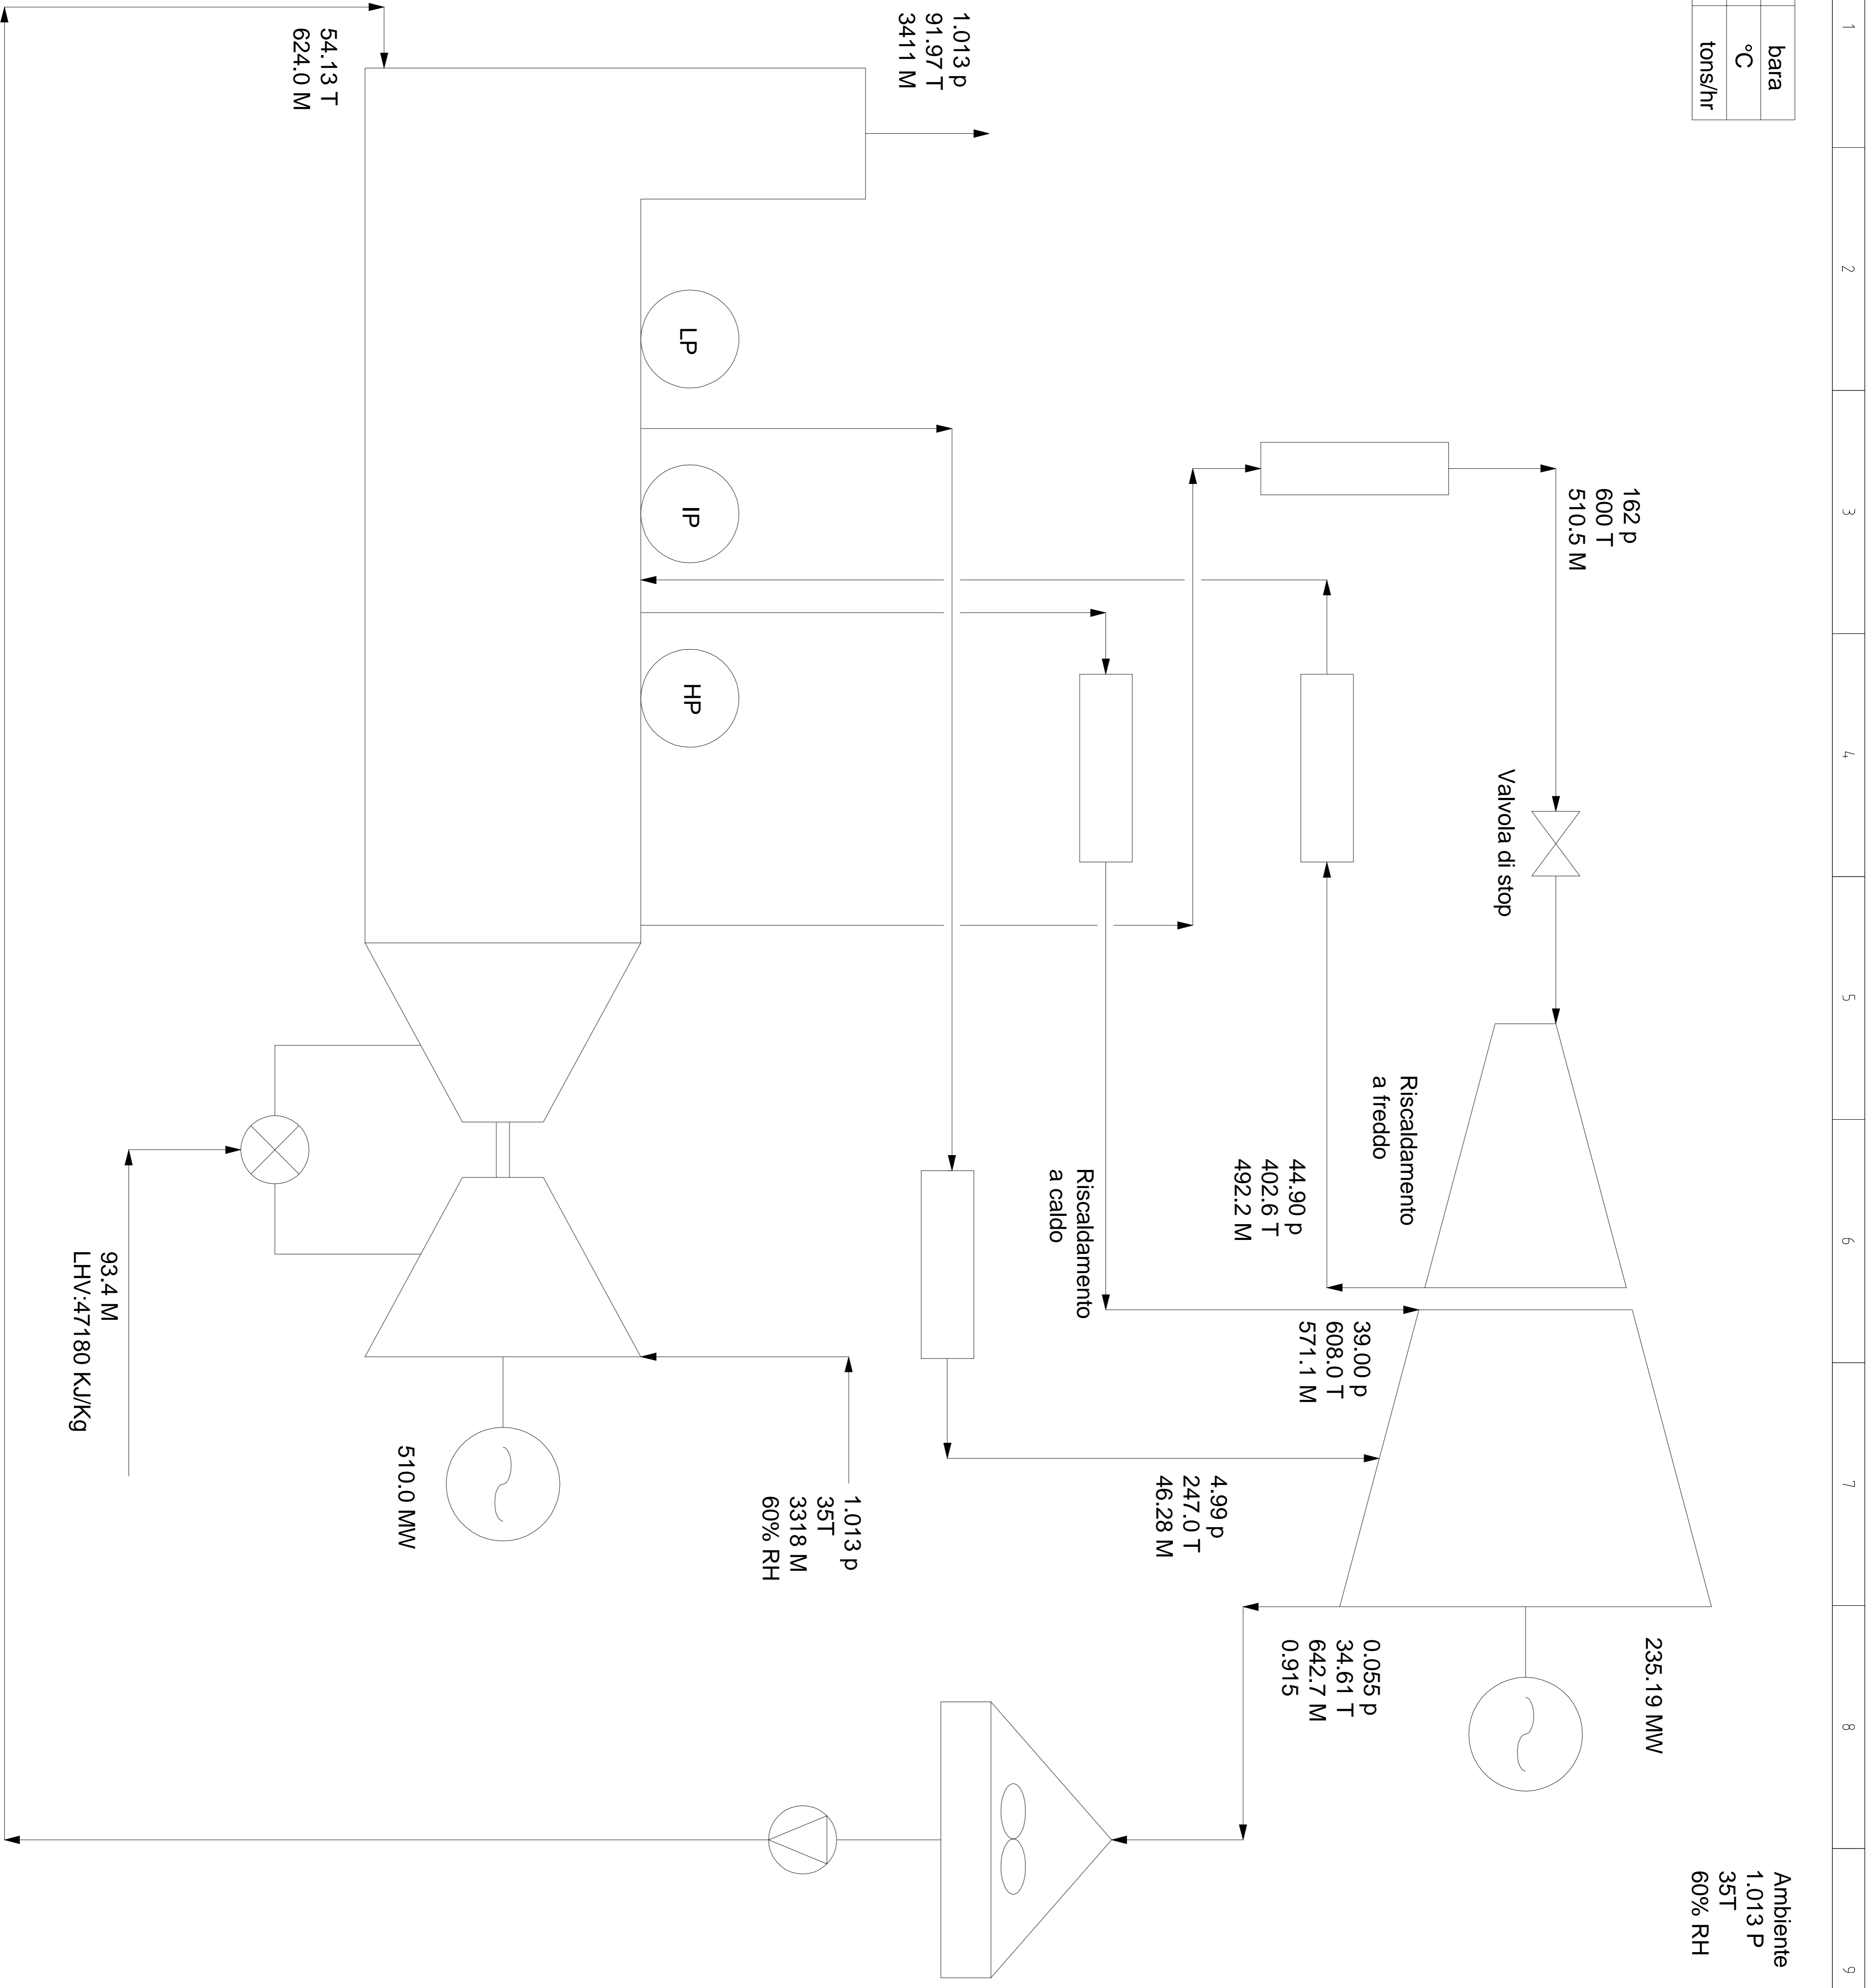 1
2
3
4
5
6
7
8
9
bara
°C
tons/hr
Ambiente
1.013 P
35T
60% RH
235.19 MW
162 p
600 T
510.5 M
Valvola di stop
Riscaldamento
a freddo
44.90 p
402.6 T
492.2 M
39.00 p
608.0 T
571.1 M
0.055 p
34.61 T
642.7 M
0.915
4.99 p
247.0 T
46.28 M
Riscaldamento
a caldo
1.013 p
91.97 T
3411 M
1.013 p
35T
3318 M
60% RH
LP
IP
HP
510.0 MW
54.13 T
624.0 M
93.4 M
LHV:47180 KJ/Kg